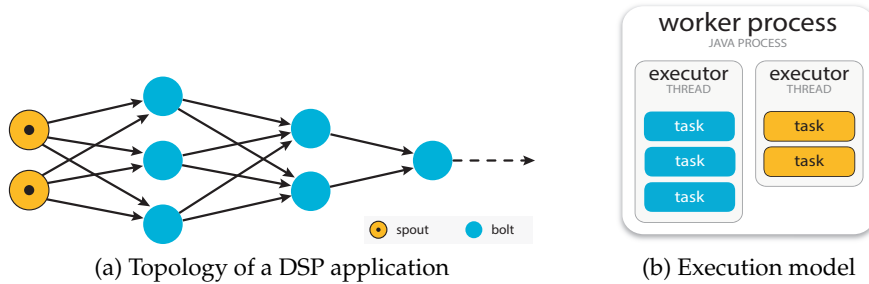 spout
bolt
(a) Topology of a DSP application
worker process
JAVA PROCESS
executor
THREAD
task
task
task
executor
THREAD
task
task
(b) Execution model